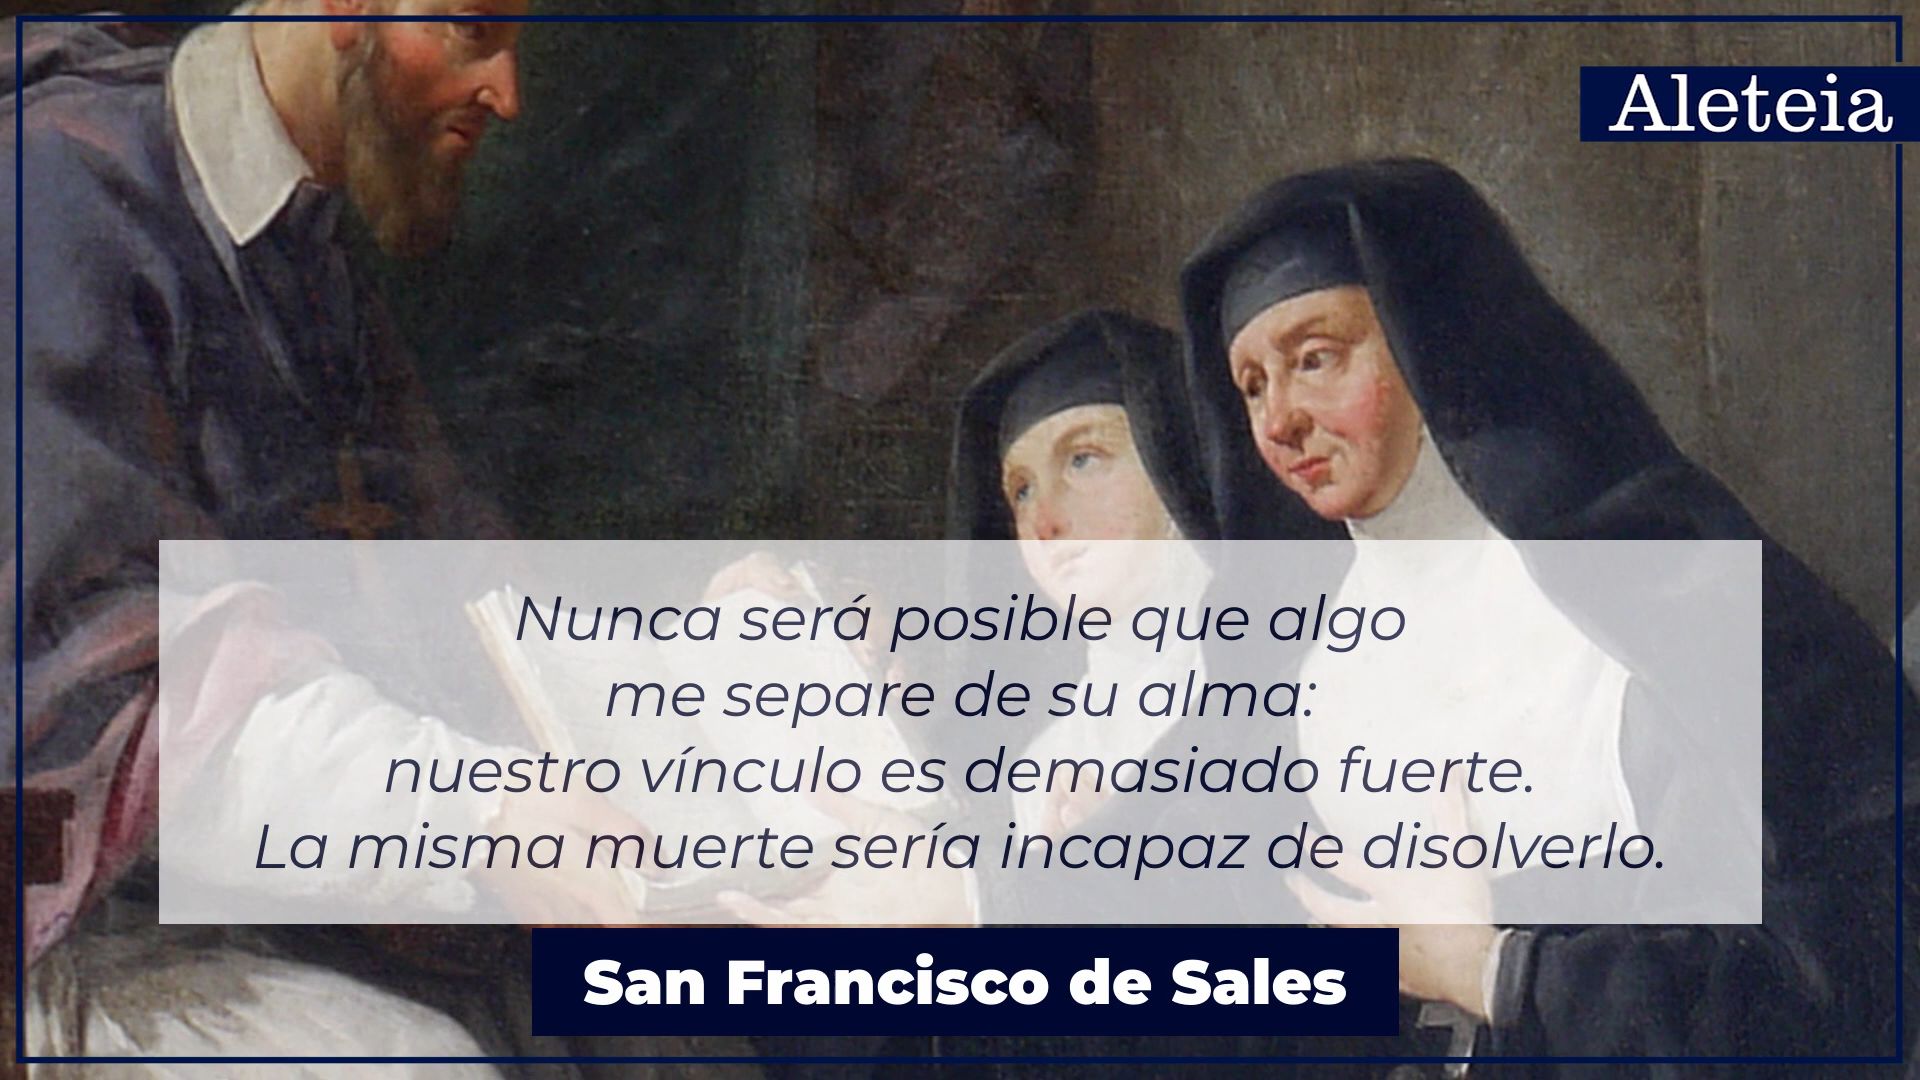 Aleteia
Nunca será posible que algo
me separe de su alma:
nuestro vínculo es demasiado fuerte.
La misma muerte sería incapaz de disolverlo.
San Francisco de Sales